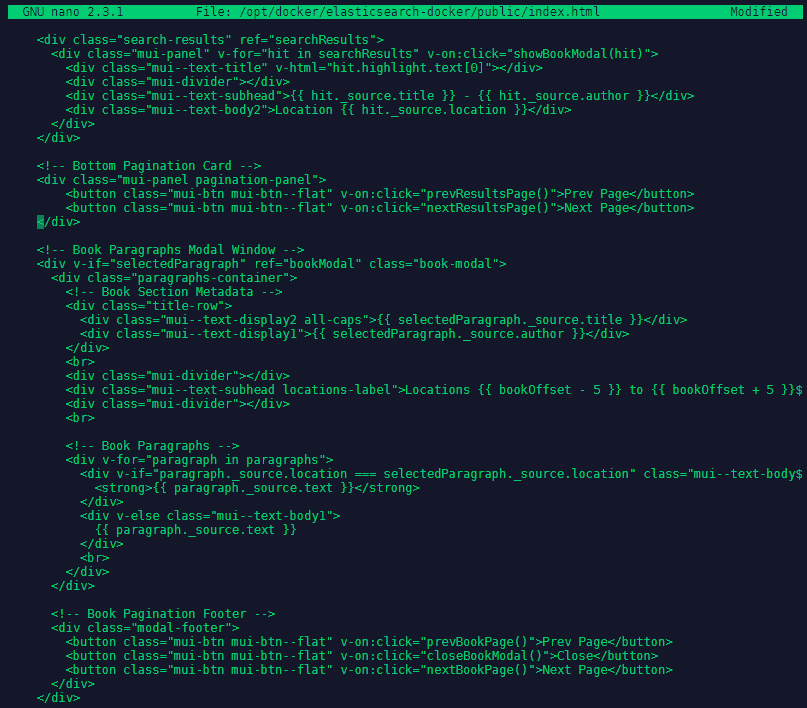 GNU nano 2.3.1          File: /opt/docker/elasticsearch-docker/public/index.html                  Modified

    <div class="search-results" ref="searchResults">
      <div class="mui-panel" v-for="hit in searchResults" v-on:click="showBookModal(hit)">
        <div class="mui--text-title" v-html="hit.highlight.text[0]"></div>
        <div class="mui-divider"></div>
        <div class="mui--text-subhead">{{ hit._source.title }} - {{ hit._source.author }}</div>
        <div class="mui--text-body2">Location {{ hit._source.location }}</div>
      </div>
    </div>

    <!-- Bottom Pagination Card -->
    <div class="mui-panel pagination-panel">
        <button class="mui-btn mui-btn--flat" v-on:click="prevResultsPage()">Prev Page</button>
        <button class="mui-btn mui-btn--flat" v-on:click="nextResultsPage()">Next Page</button>
    </div>

    <!-- Book Paragraphs Modal Window -->
    <div v-if="selectedParagraph" ref="bookModal" class="book-modal">
      <div class="paragraphs-container">
        <!-- Book Section Metadata -->
        <div class="title-row">
          <div class="mui--text-display2 all-caps">{{ selectedParagraph._source.title }}</div>
          <div class="mui--text-display1">{{ selectedParagraph._source.author }}</div>
        </div>
        <br>
        <div class="mui-divider"></div>
        <div class="mui--text-subhead locations-label">Locations {{ bookOffset - 5 }} to {{ bookOffset + 5 }}$
        <div class="mui-divider"></div>
        <br>

        <!-- Book Paragraphs -->
        <div v-for="paragraph in paragraphs">
          <div v-if="paragraph._source.location === selectedParagraph._source.location" class="mui--text-body$
            <strong>{{ paragraph._source.text }}</strong>
          </div>
          <div v-else class="mui--text-body1">
            {{ paragraph._source.text }}
          </div>
          <br>
        </div>
      </div>

      <!-- Book Pagination Footer -->
      <div class="modal-footer">
        <button class="mui-btn mui-btn--flat" v-on:click="prevBookPage()">Prev Page</button>
        <button class="mui-btn mui-btn--flat" v-on:click="closeBookModal()">Close</button>
        <button class="mui-btn mui-btn--flat" v-on:click="nextBookPage()">Next Page</button>
      </div>
    </div>